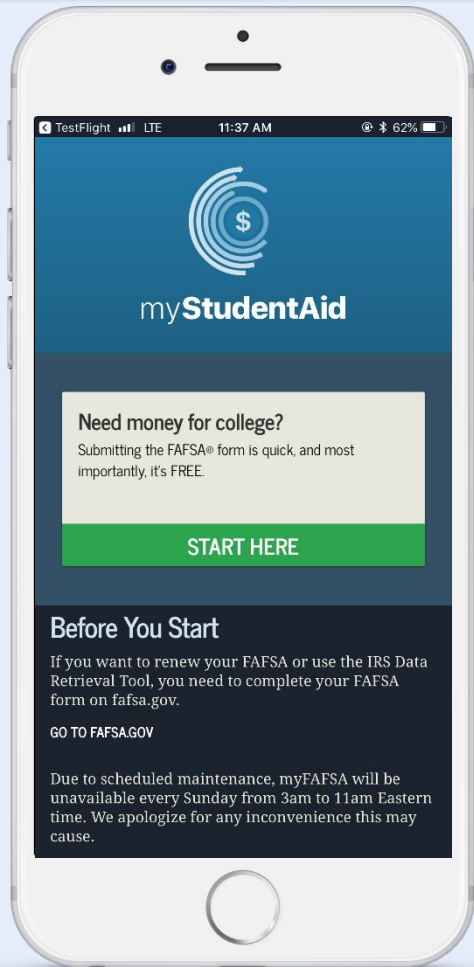 TestFlight LTE 11:37 AM 62%
$
myStudentAid
Need money for college?
Submitting the FAFSA® form is quick, and most
importantly, it's FREE.
START HERE
Before You Start
If you want to renew your FAFSA or use the IRS Data
Retrieval Tool, you need to complete your FAFSA
form on fafsa.gov.
GO TO FAFSA.GOV
Due to scheduled maintenance, myFAFSA will be
unavailable every Sunday from 3am to 11am Eastern
time. We apologize for any inconvenience this may
cause.